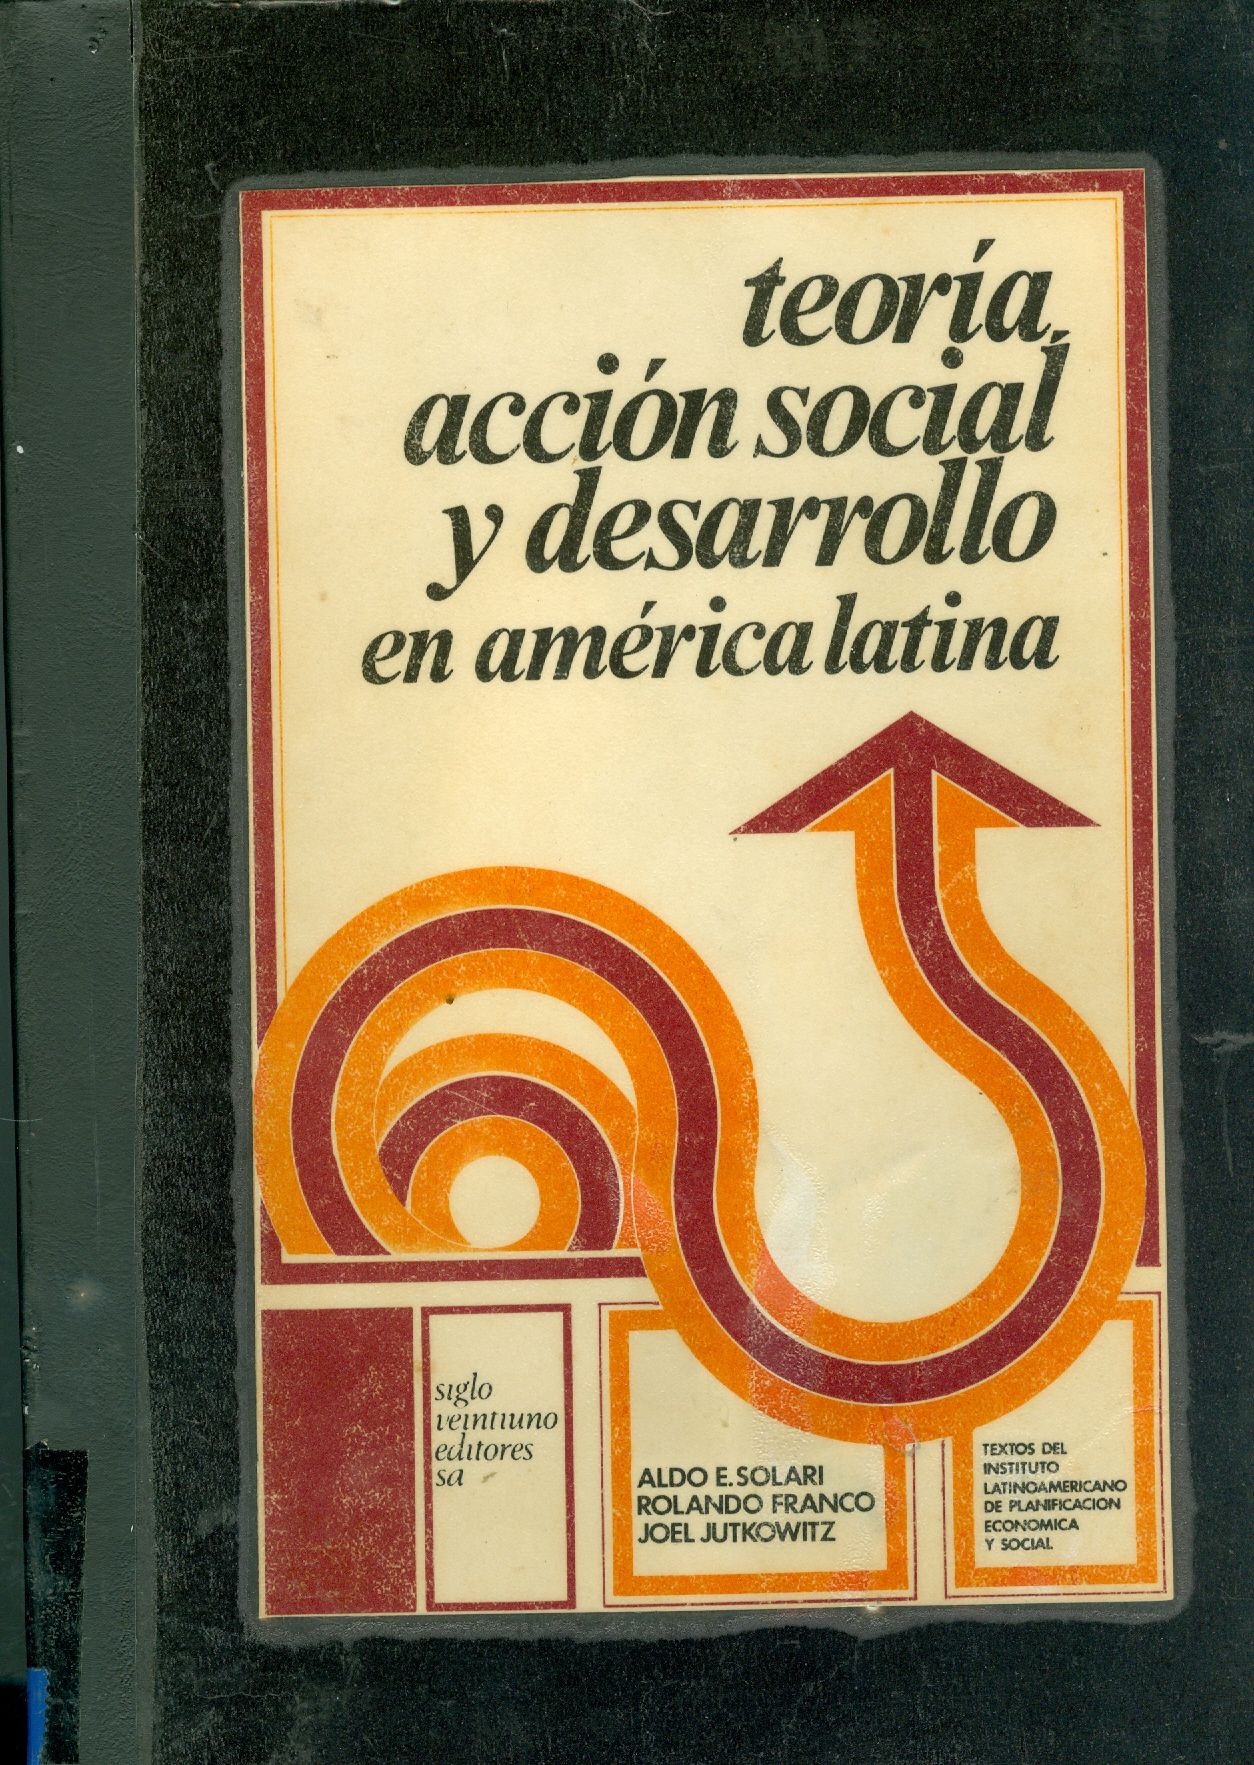 teoría,
acción social
y desarrollo
en américa latina
siglo
veintiuno
editores
sa
ALDO E. SOLARI
ROLANDO FRANCO
JOEL JUTKOWITZ
TEXTOS DEL
INSTITUTO
LATINOAMERICANO
DE PLANIFICACION
ECONOMICA
Y SOCIAL